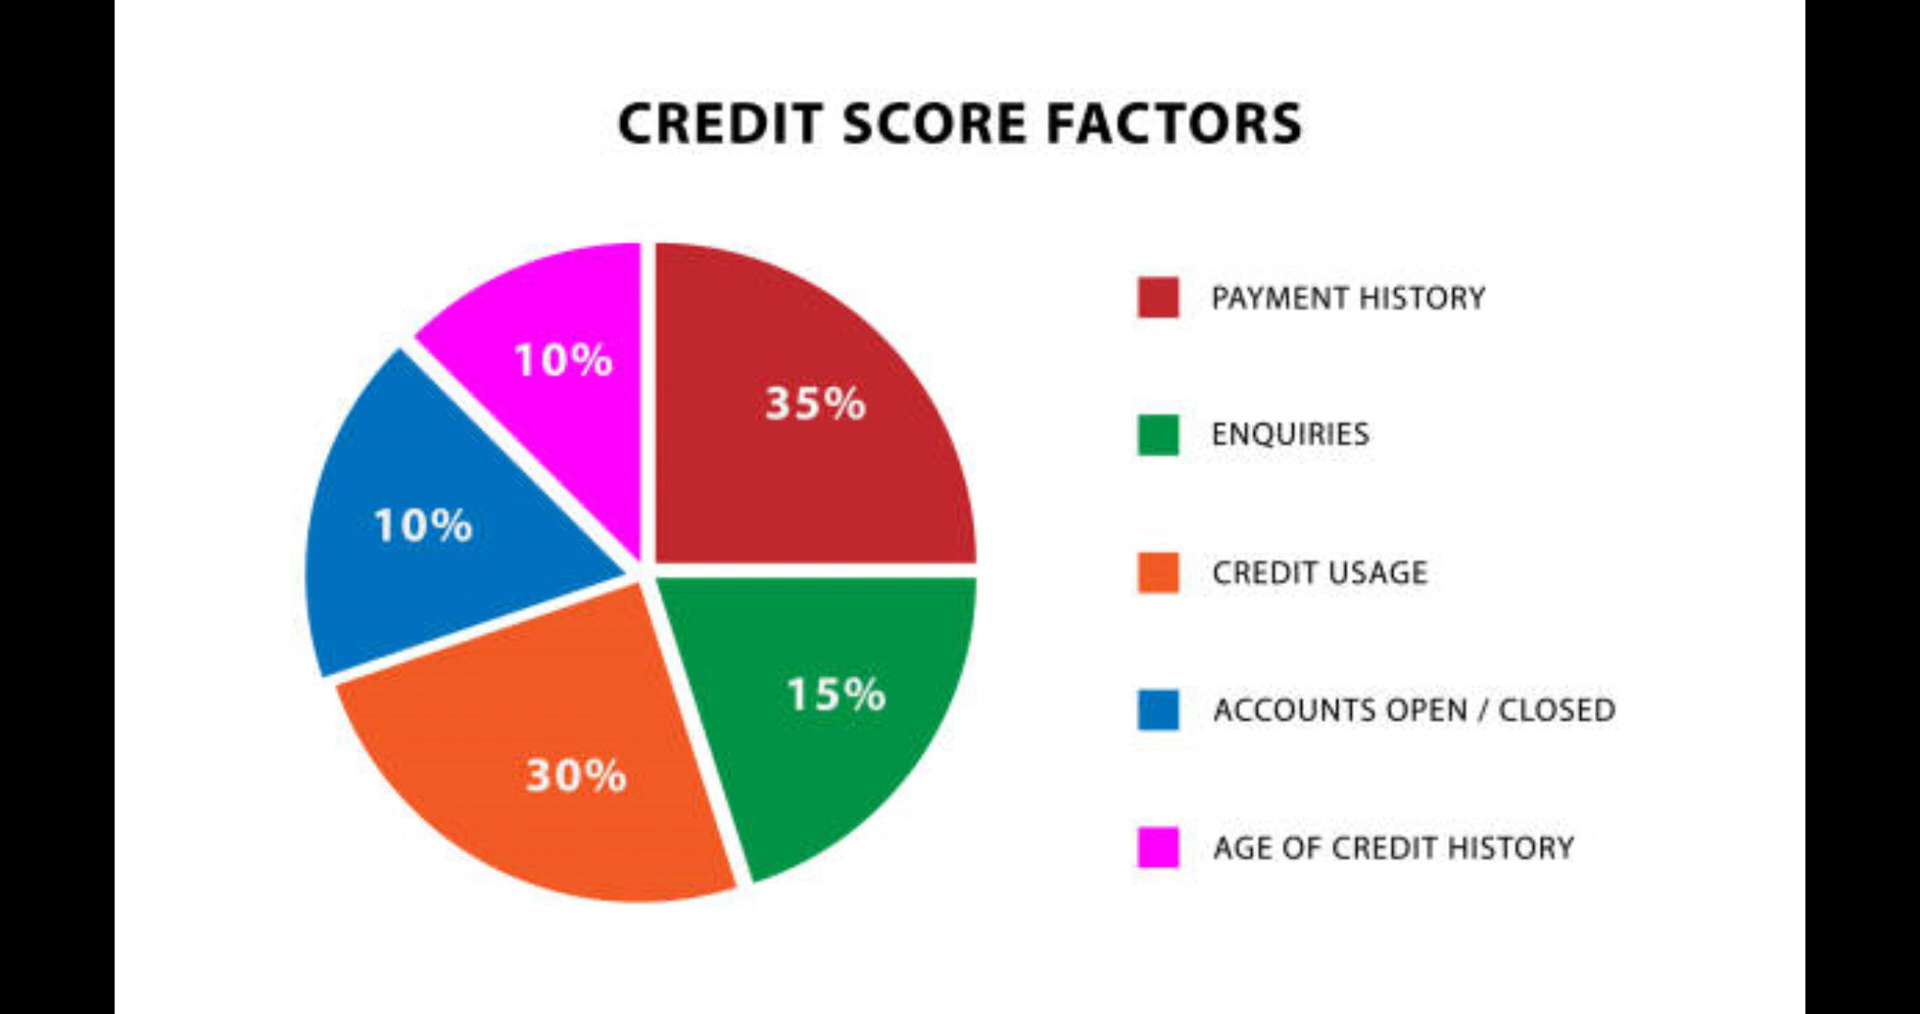 CREDIT SCORE FACTORS
10%
35%
10%
15%
30%
PAYMENT HISTORY
ENQUIRIES
CREDIT USAGE
ACCOUNTS OPEN / CLOSED
AGE OF CREDIT HISTORY